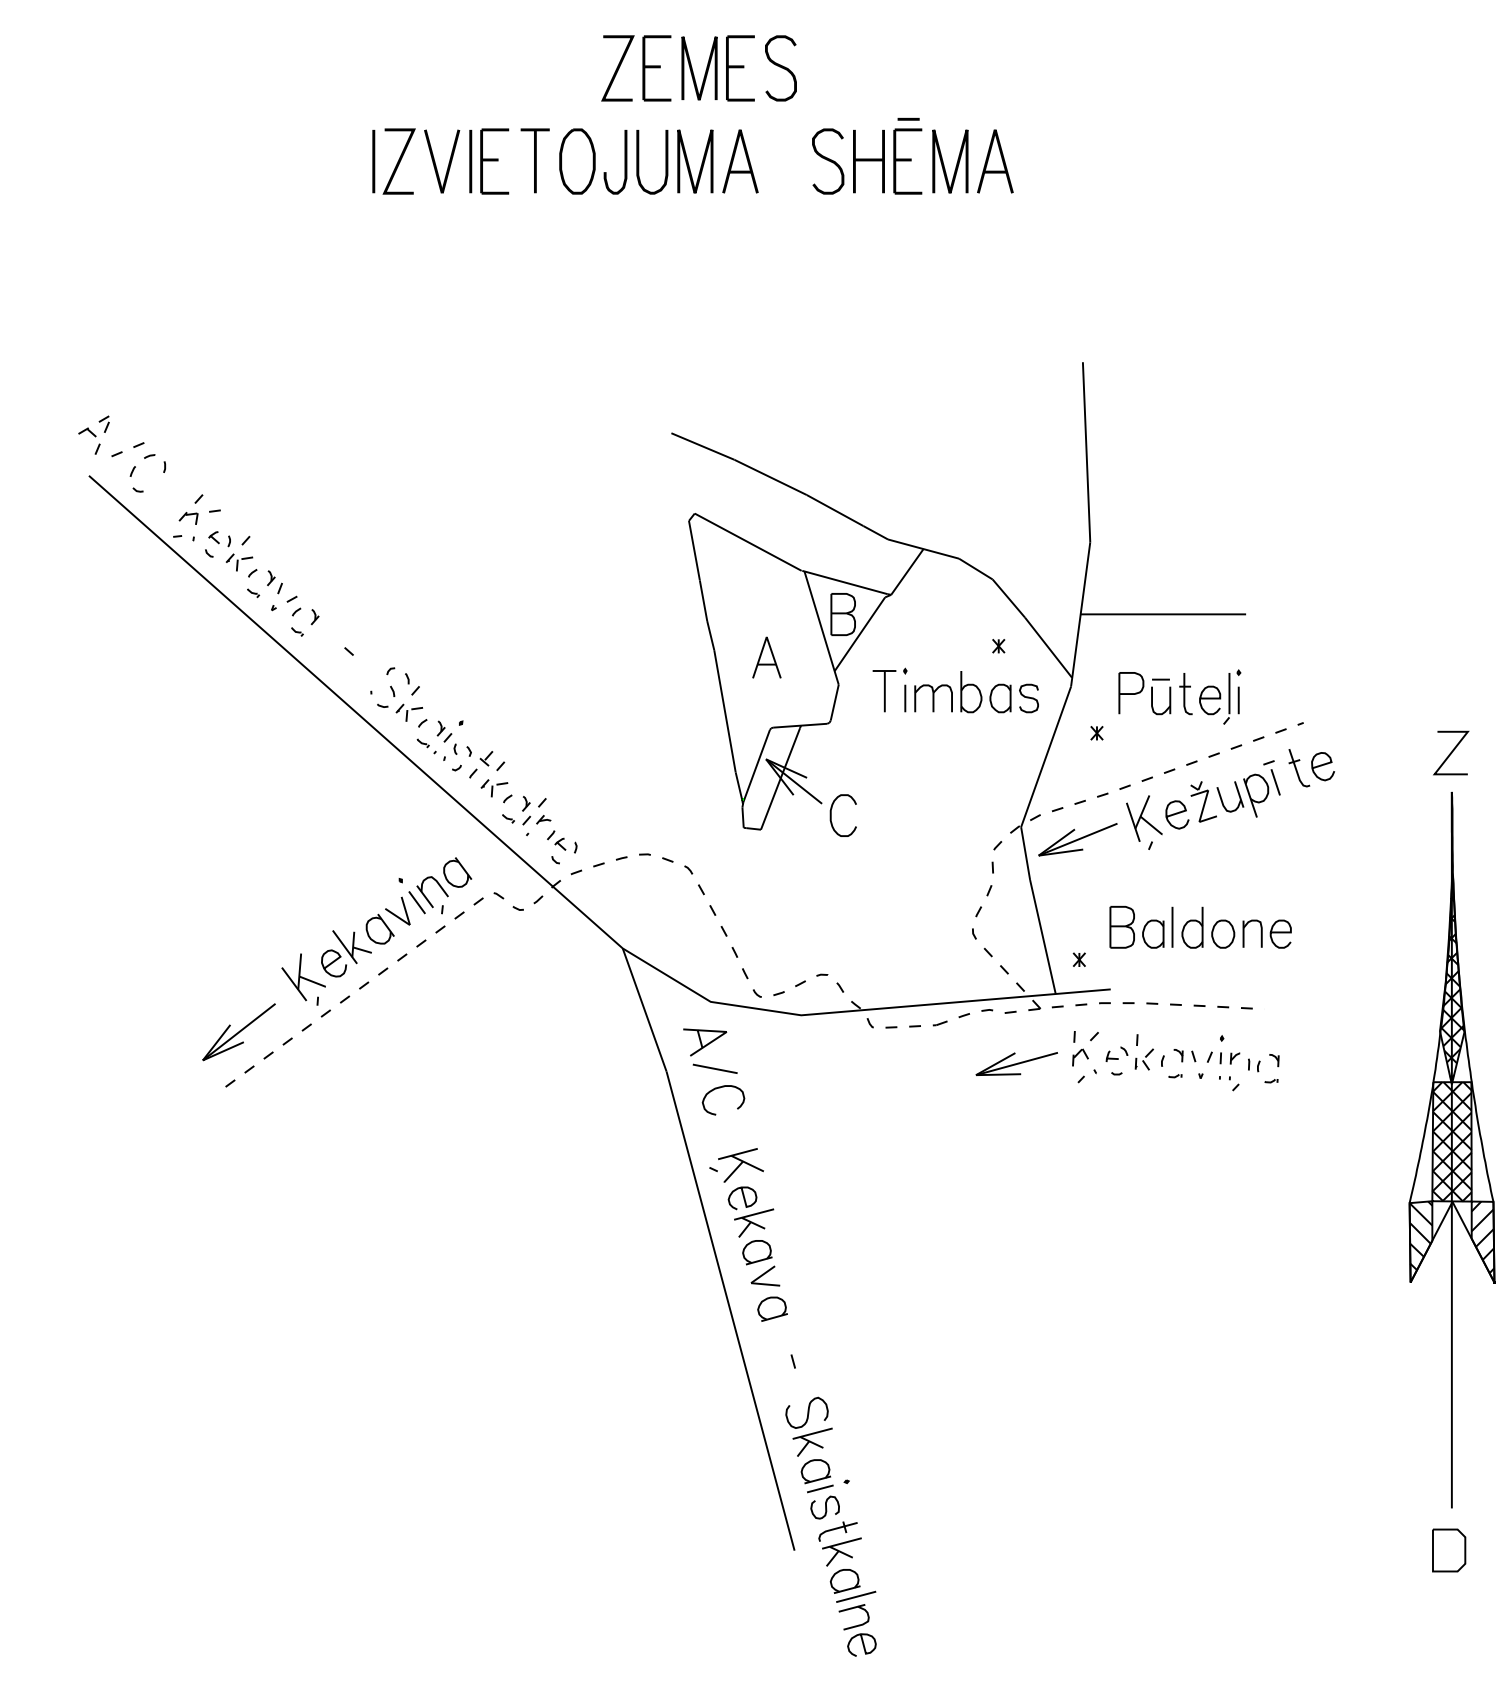 ZEMES
IZVIETOJUMA SHĒMA
A/C Ķekava - Skaistkalne
B
A
Timbas
Pūteļi
Z
Ķežupīte
C
Ķekaviņa
Baldone
A/C Ķekava - Skaistkalne
Ķekaviņa
D